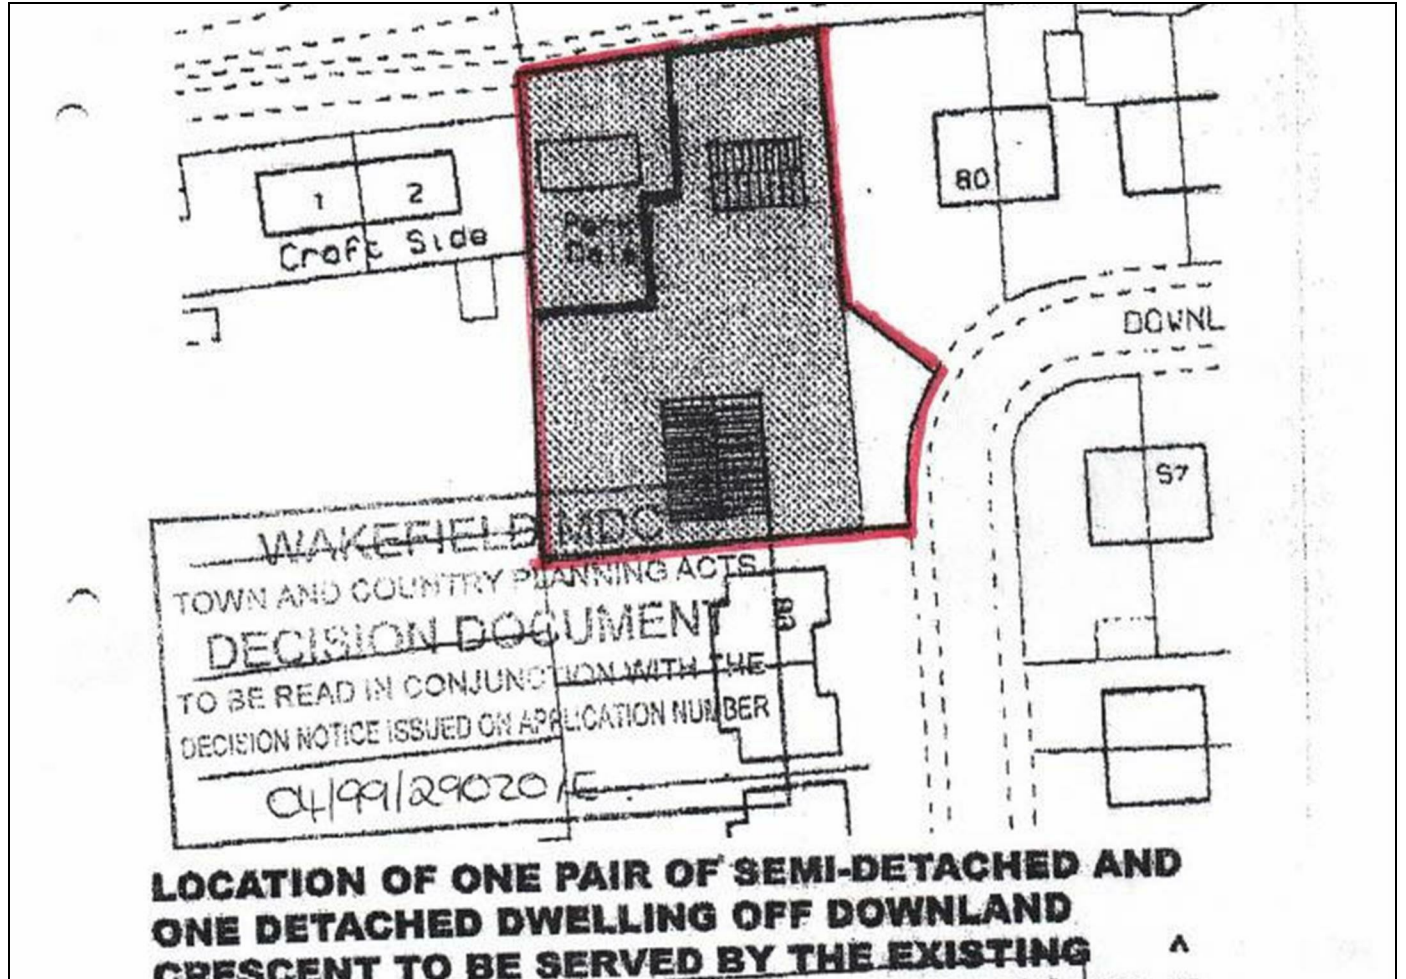 80
1 2
Croft Side
Park
Dale
DOWNL
57
WAKEFIELD MDC
TOWN AND COUNTRY PLANNING ACTS
DECISION DOCUMENT
TO BE READ IN CONJUNCTION WITH THE
DECISION NOTICE ISSUED ON APPLICATION NUMBER
04/99/29020/E
LOCATION OF ONE PAIR OF SEMI-DETACHED AND
ONE DETACHED DWELLING OFF DOWNLAND
CRESCENT TO BE SERVED BY THE EXISTING